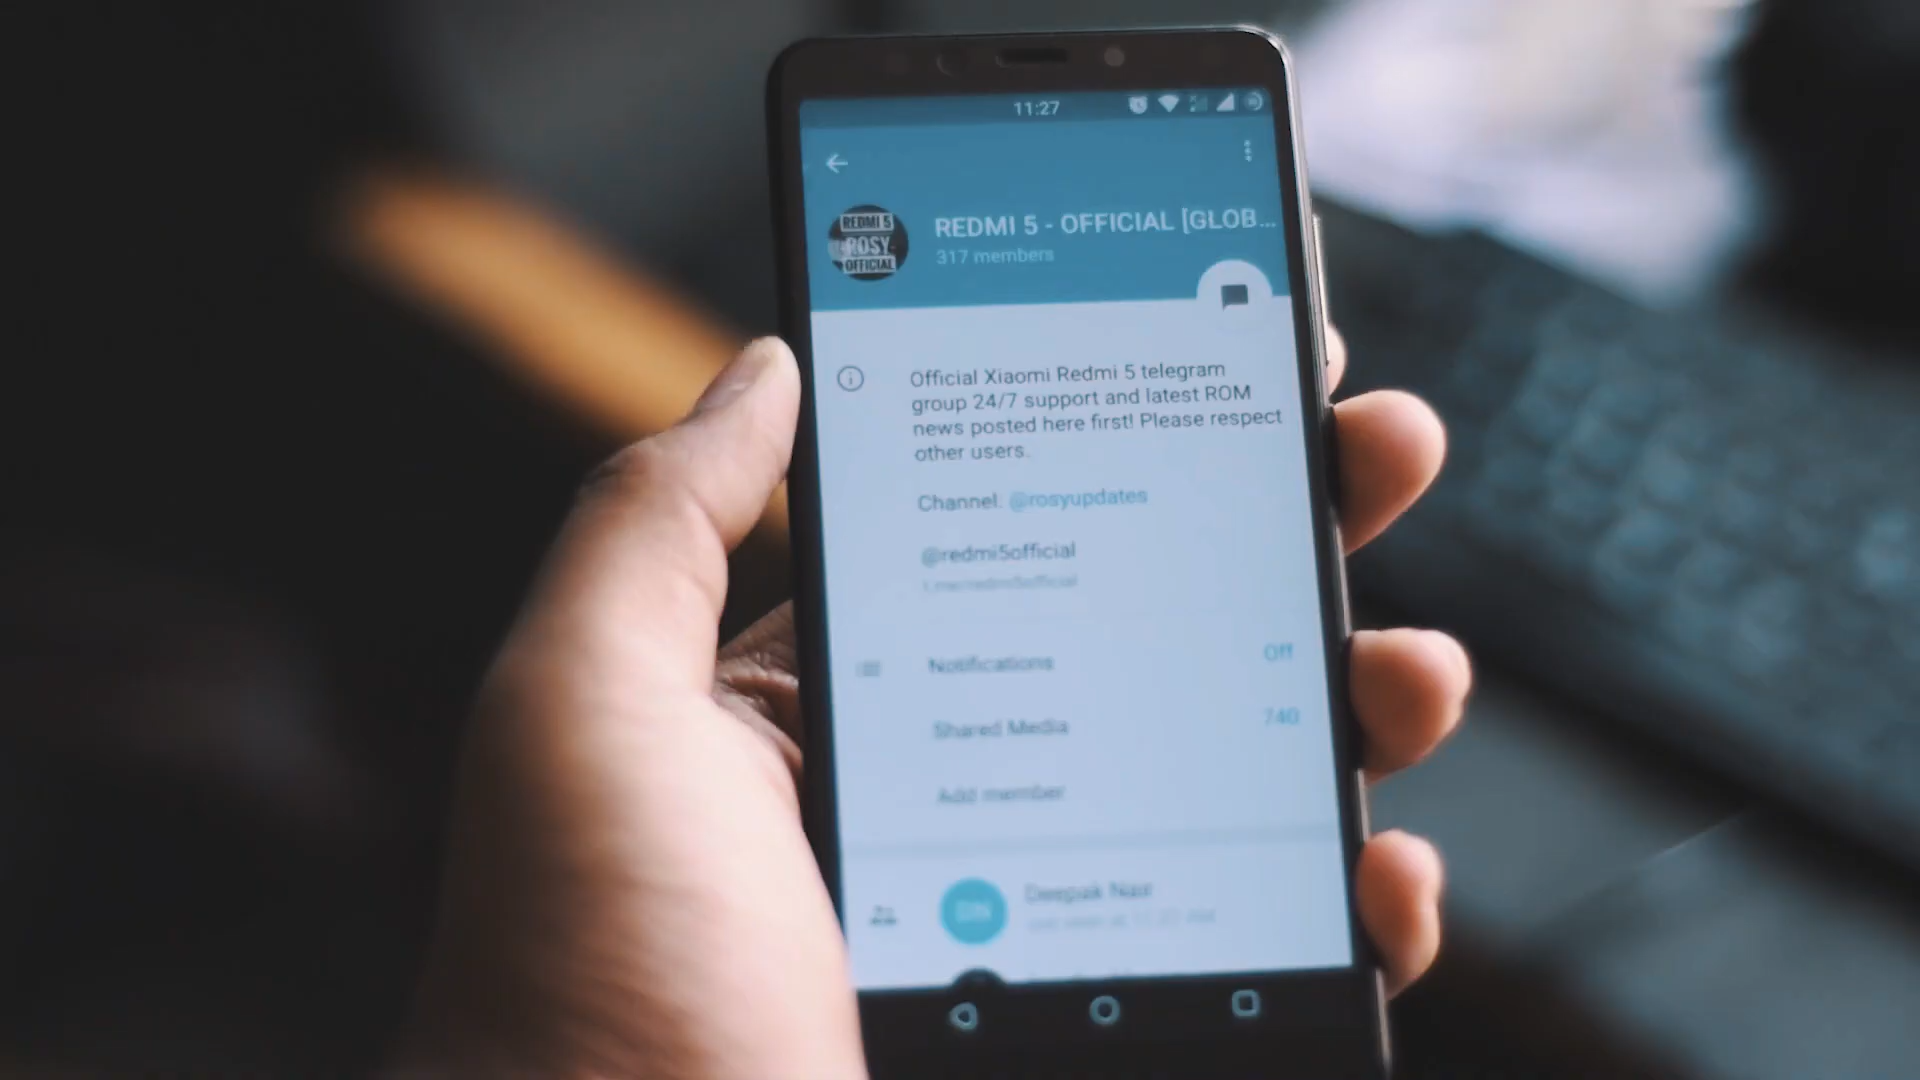 11:27
REDMI 5
ROSY
OFFICIAL
REDMI 5 - OFFICIAL [GLOB...
317 members
Official Xiaomi Redmi 5 telegram
group 24/7 support and latest ROM
news posted here first! Please respect
other users.
Channel: @rosyupdates
@redmi5official
t.me/redmi5official
Notifications Off
Shared Media 740
Add member
Deepak Nair